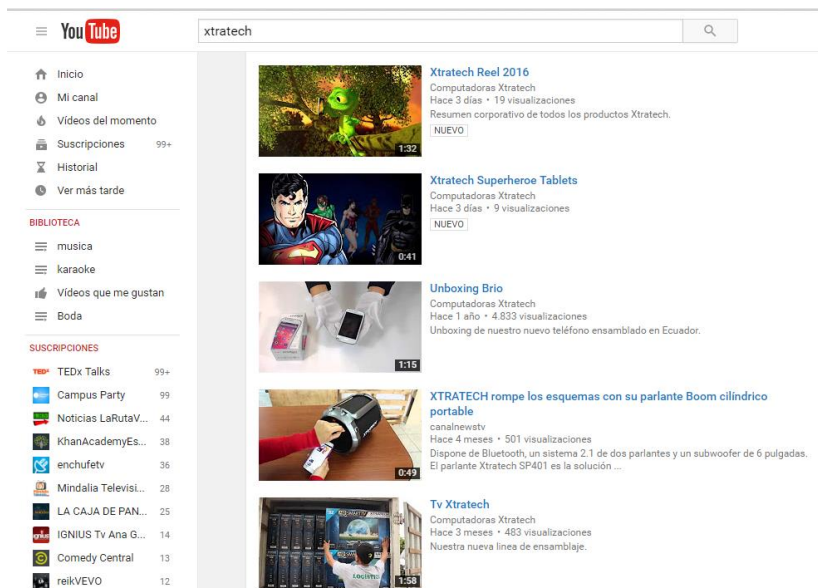 YouTube
xtratech
Inicio
Mi canal
Vídeos del momento
Suscripciones 99+
Historial
Ver más tarde
BIBLIOTECA
musica
karaoke
Vídeos que me gustan
Boda
SUSCRIPCIONES
TED TEDx Talks 99+
Campus Party 99
Noticias LaRutaV... 44
KhanAcademyEs... 38
enchufetv 36
Mindalia Televisi... 28
LA CAJA DE PAN... 25
IGNIUS Tv Ana G... 14
Comedy Central 13
reikVEVO 12
1:32
Xtratech Reel 2016
Computadoras Xtratech
Hace 3 días • 19 visualizaciones
Resumen corporativo de todos los productos Xtratech.
NUEVO
0:41
Xtratech Superheroe Tablets
Computadoras Xtratech
Hace 3 días • 9 visualizaciones
NUEVO
1:15
Unboxing Brio
Computadoras Xtratech
Hace 1 año • 4.833 visualizaciones
Unboxing de nuestro nuevo teléfono ensamblado en Ecuador.
0:49
XTRATECH rompe los esquemas con su parlante Boom cilíndrico
portable
canalnewstv
Hace 4 meses • 501 visualizaciones
Dispone de Bluetooth, un sistema 2.1 de dos parlantes y un subwoofer de 6 pulgadas.
El parlante Xtratech SP401 es la solución ...
1:58
Tv Xtratech
Computadoras Xtratech
Hace 3 meses • 483 visualizaciones
Nuestra nueva linea de ensamblaje.